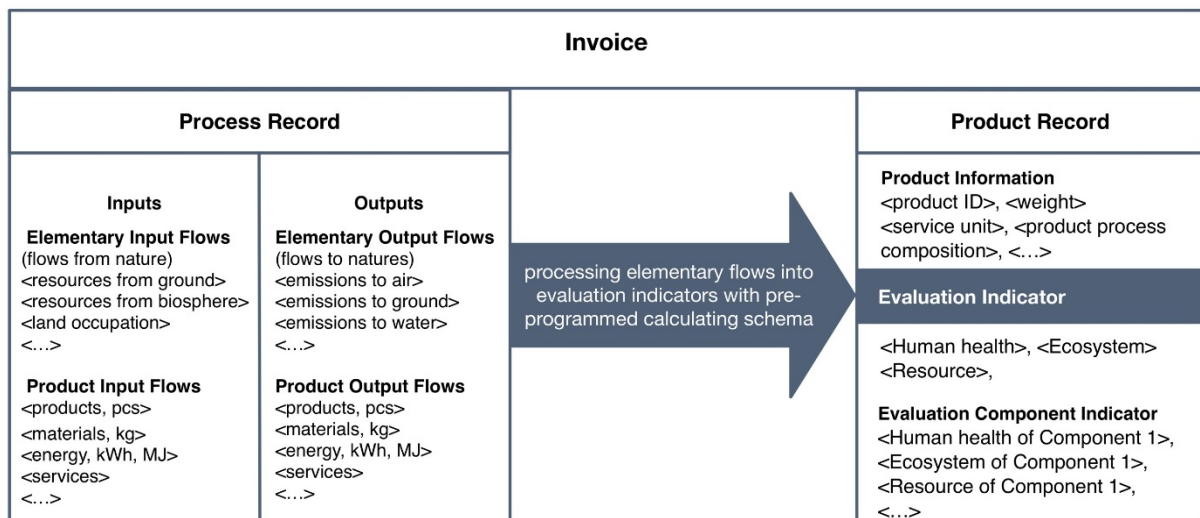 Invoice
Process Record
Inputs
Elementary Input Flows
(flows from nature)
<resources from ground>
<resources from biosphere>
<land occupation>
<...>
Product Input Flows
<products, pcs>
<materials, kg>
<energy, kWh, MJ>
<services>
<...>
Outputs
Elementary Output Flows
(flows to natures)
<emissions to air>
<emissions to ground>
<emissions to water>
<...>
Product Output Flows
<products, pcs>
<materials, kg>
<energy, kWh, MJ>
<services>
<...>
processing elementary flows into
evaluation indicators with pre-
programmed calculating schema
Product Record
Product Information
<product ID>, <weight>
<service unit>, <product process
composition>, <...>
Evaluation Indicator
<Human health>, <Ecosystem>
<Resource>,
Evaluation Component Indicator
<Human health of Component 1>,
<Ecosystem of Component 1>,
<Resource of Component 1>,
<...>